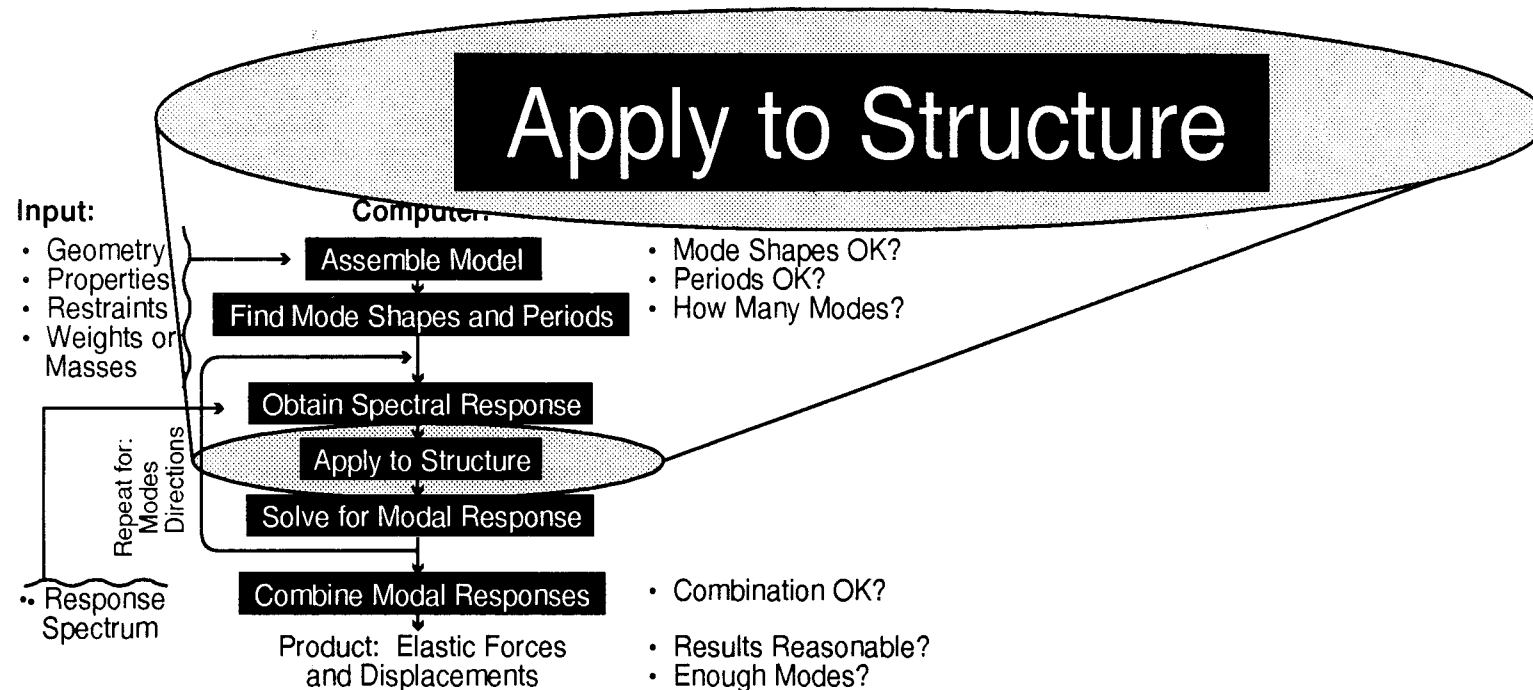 Apply to Structure
Input:
• Geometry
• Properties
• Restraints
• Weights or
Masses
Computer:
Assemble Model
Find Mode Shapes and Periods
Obtain Spectral Response
Apply to Structure
Solve for Modal Response
Combine Modal Responses
Product: Elastic Forces
and Displacements
• Mode Shapes OK?
• Periods OK?
• How Many Modes?
Repeat for:
Modes
Directions
• Response
Spectrum
• Combination OK?
• Results Reasonable?
• Enough Modes?